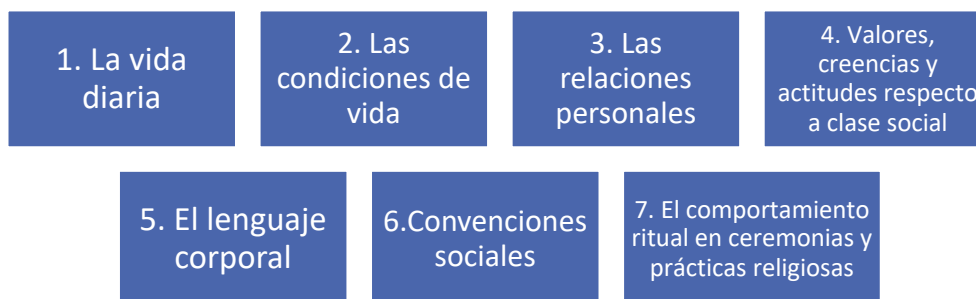 1. La vida
diaria
2. Las
condiciones de
vida
3. Las
relaciones
personales
4. Valores,
creencias y
actitudes respecto
a clase social
5. El lenguaje
corporal
6.Convenciones
sociales
7. El comportamiento
ritual en ceremonias y
prácticas religiosas